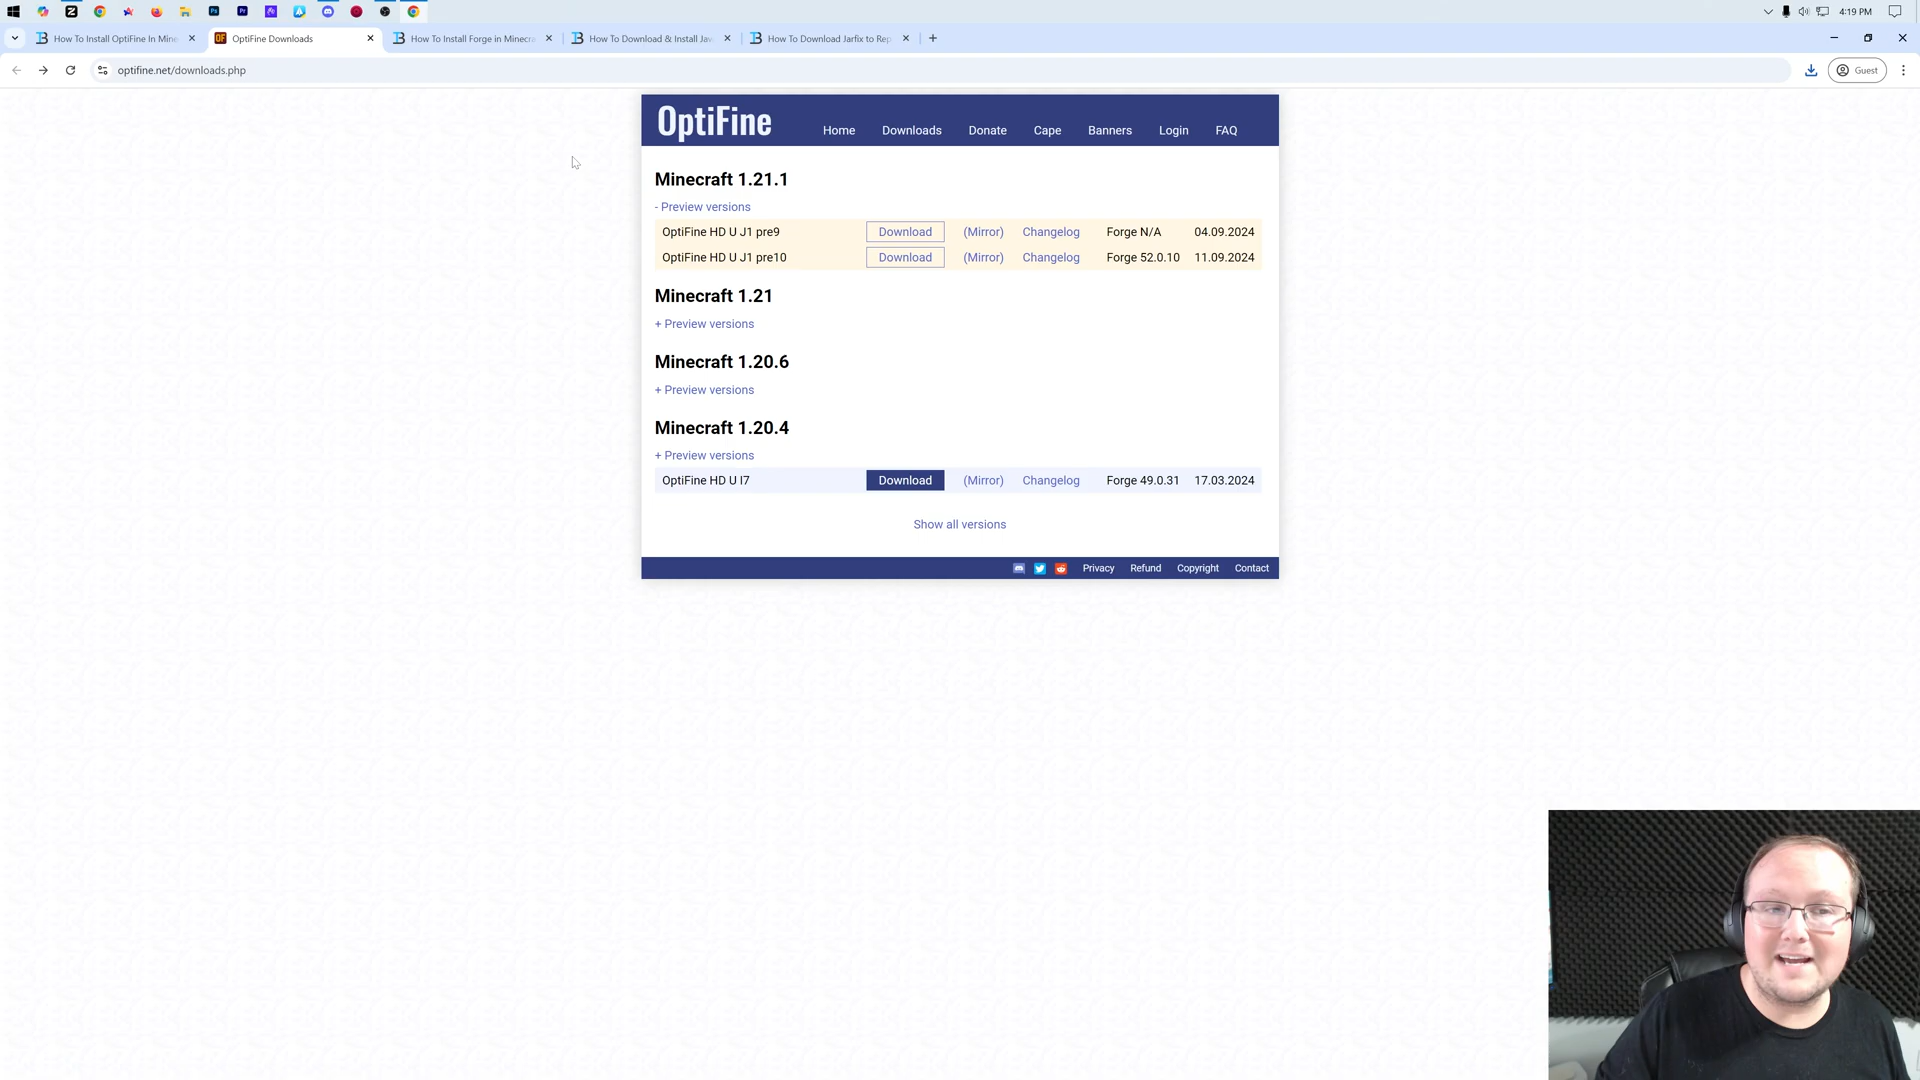 4:19 PM
How To Install OptiFine In Mine
OptiFine Downloads
How To Install Forge in Minecra
How To Download & Install Jav
How To Download Jarfix to Rep
optifine.net/downloads.php
Guest
OptiFine
Home Downloads Donate Cape Banners Login FAQ
Minecraft 1.21.1
- Preview versions
OptiFine HD U J1 pre9 Download (Mirror) Changelog Forge N/A 04.09.2024
OptiFine HD U J1 pre10 Download (Mirror) Changelog Forge 52.0.10 11.09.2024
Minecraft 1.21
+ Preview versions
Minecraft 1.20.6
+ Preview versions
Minecraft 1.20.4
+ Preview versions
OptiFine HD U I7 Download (Mirror) Changelog Forge 49.0.31 17.03.2024
Show all versions
Privacy Refund Copyright Contact